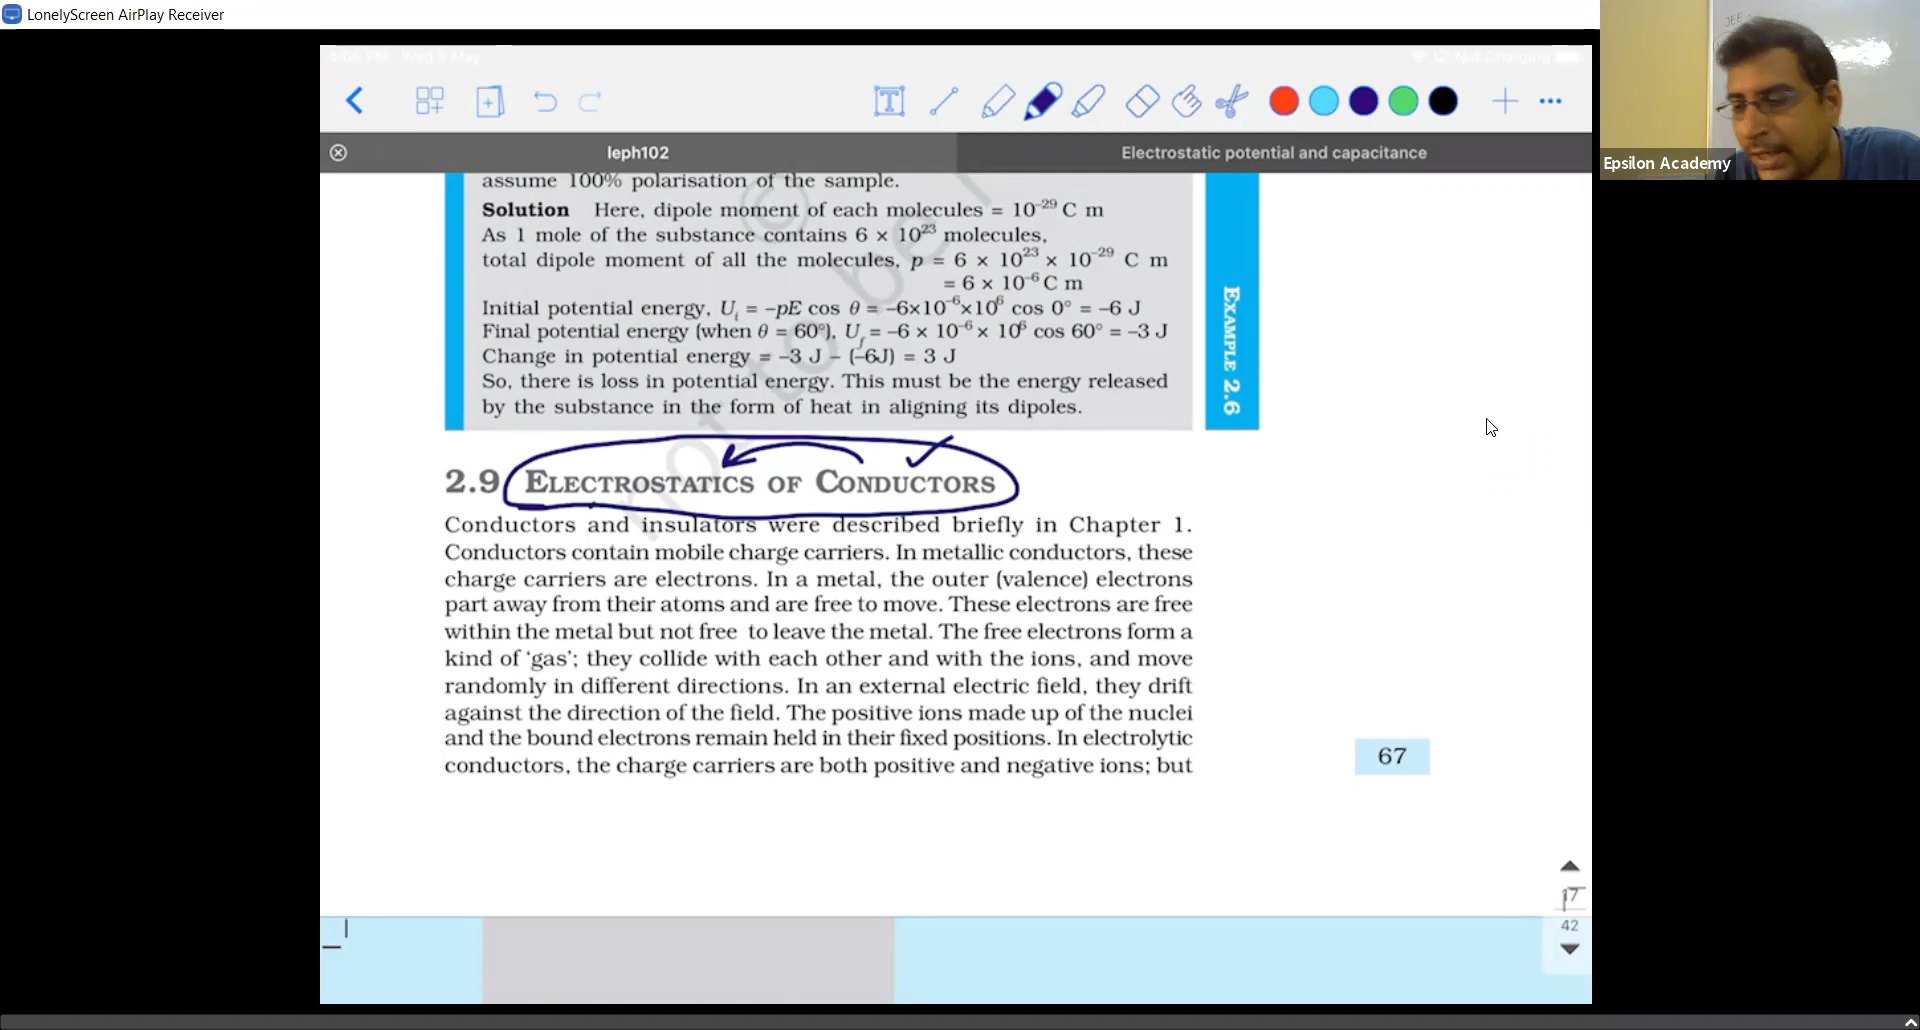 LonelyScreen AirPlay Receiver
leph102
Electrostatic potential and capacitance
JEE
Epsilon Academy
assume 100% polarisation of the sample.
Solution Here, dipole moment of each molecules = 10⁻²⁹ C m
As 1 mole of the substance contains 6 × 10²³ molecules,
total dipole moment of all the molecules, p = 6 × 10²³ × 10⁻²⁹ C m
= 6 × 10⁻⁶ C m
Initial potential energy, Uᵢ = –pE cos θ = –6×10⁻⁶×10⁶ cos 0° = –6 J
Final potential energy (when θ = 60°), U_f = –6 × 10⁻⁶ × 10⁶ cos 60° = –3 J
Change in potential energy = –3 J – (–6J) = 3 J
So, there is loss in potential energy. This must be the energy released
by the substance in the form of heat in aligning its dipoles.
EXAMPLE 2.6
2.9 ELECTROSTATICS OF CONDUCTORS
Conductors and insulators were described briefly in Chapter 1.
Conductors contain mobile charge carriers. In metallic conductors, these
charge carriers are electrons. In a metal, the outer (valence) electrons
part away from their atoms and are free to move. These electrons are free
within the metal but not free to leave the metal. The free electrons form a
kind of ‘gas’; they collide with each other and with the ions, and move
randomly in different directions. In an external electric field, they drift
against the direction of the field. The positive ions made up of the nuclei
and the bound electrons remain held in their fixed positions. In electrolytic
conductors, the charge carriers are both positive and negative ions; but
67
17
42